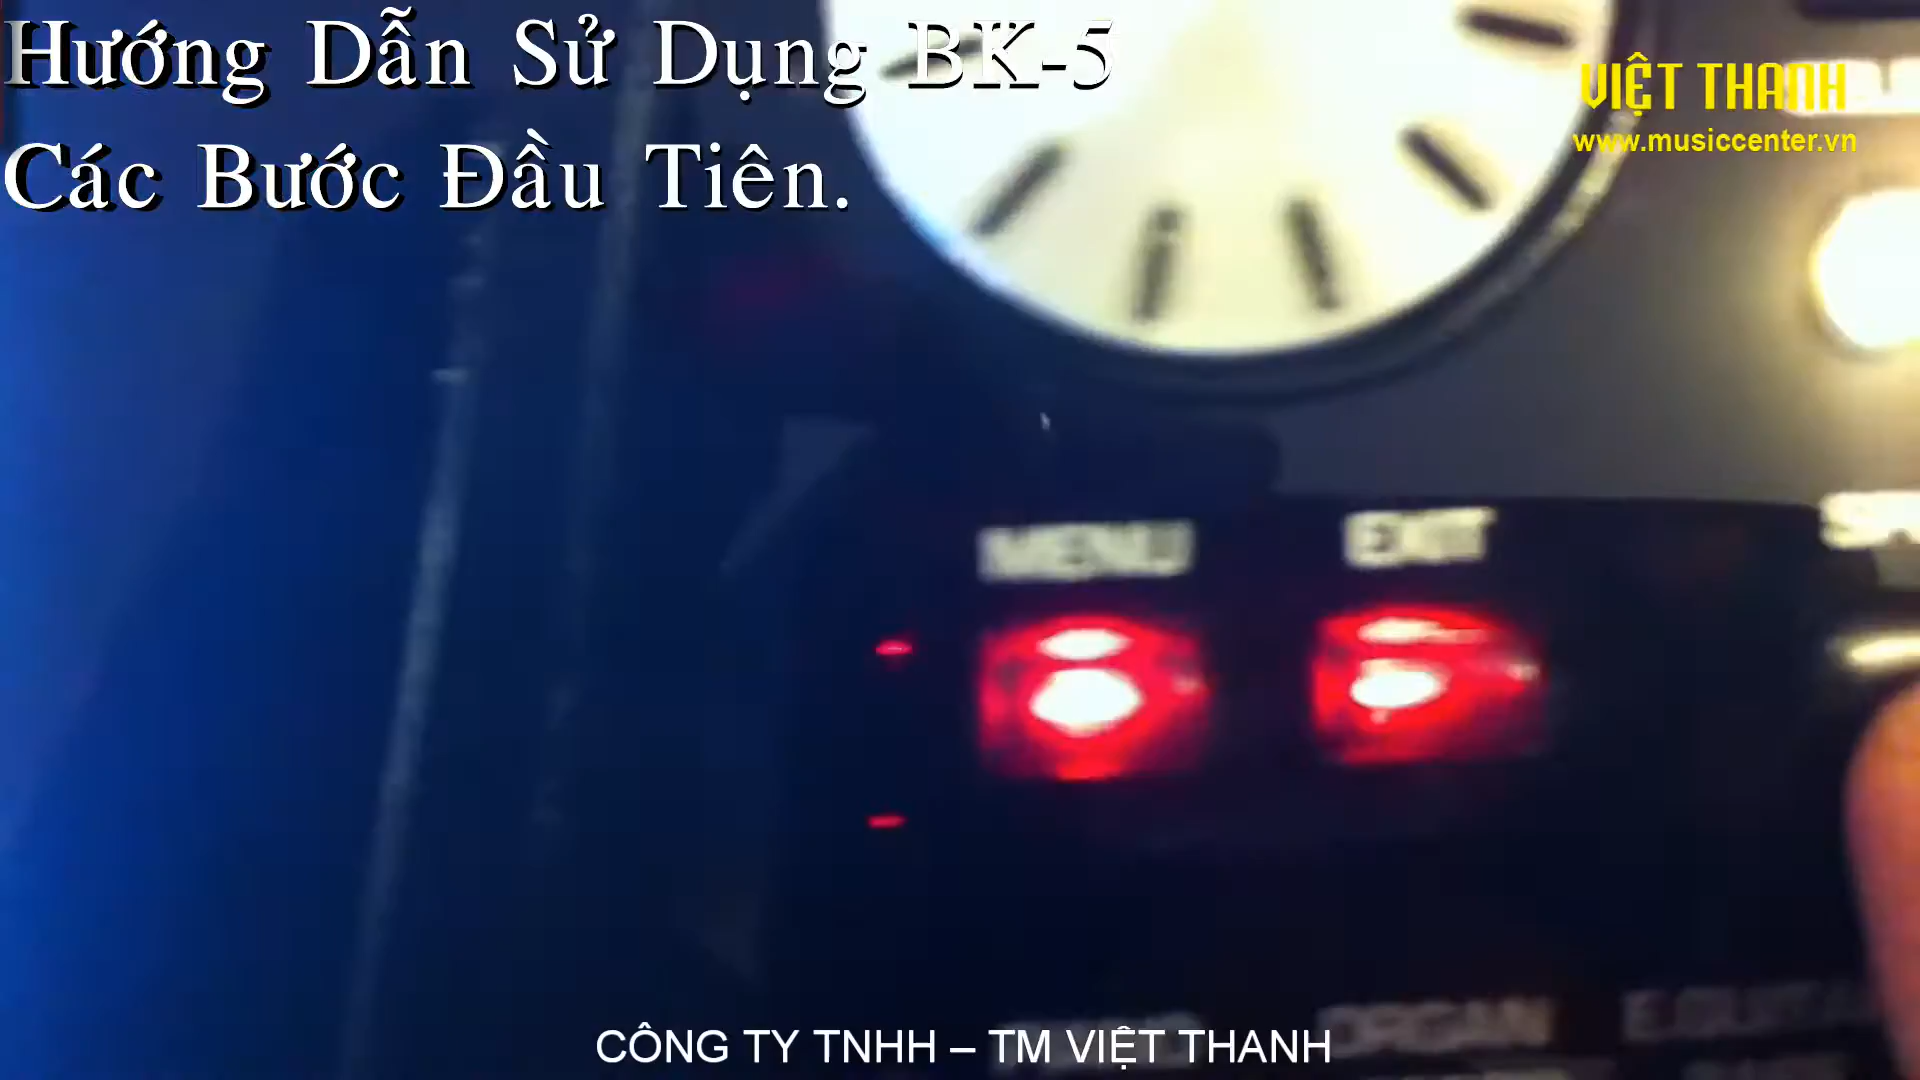 Hướng Dẫn Sử Dụng BK-5
Các Bước Đầu Tiên.
VIỆT THANH
www.musiccenter.vn
MENU
EXIT
ORGAN
CÔNG TY TNHH – TM VIỆT THANH